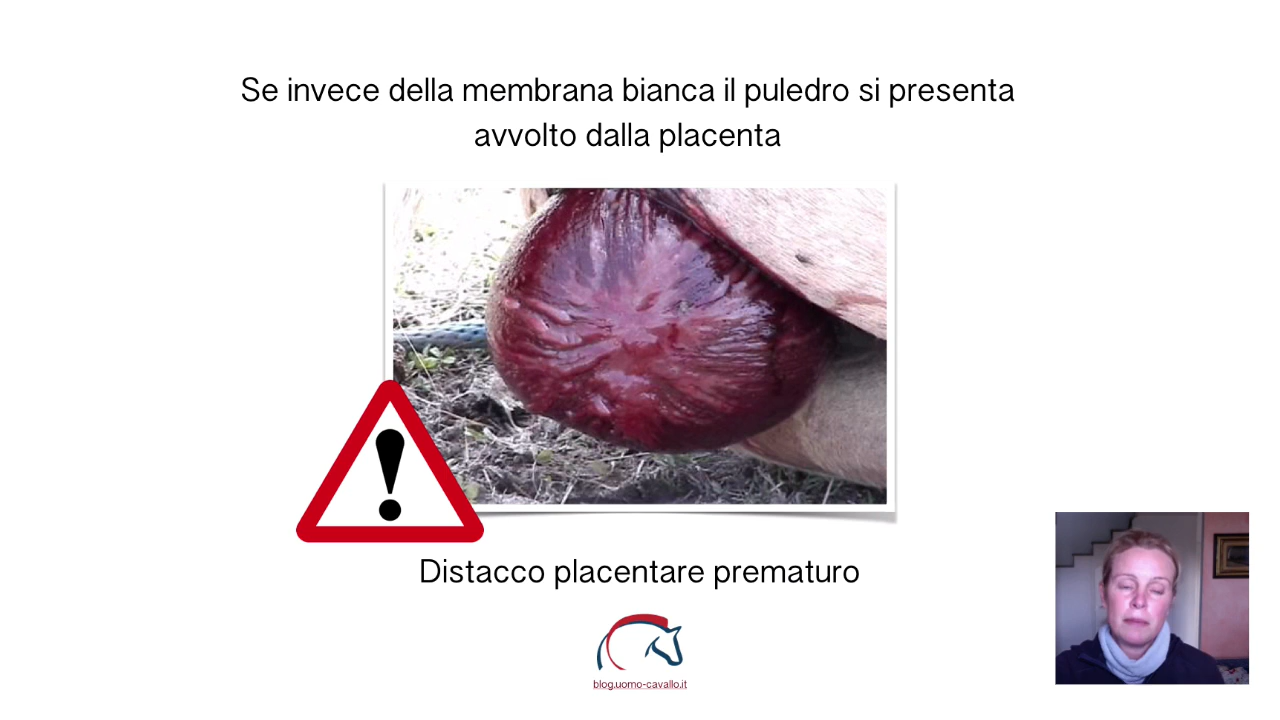 Se invece della membrana bianca il puledro si presenta
avvolto dalla placenta
Distacco placentare prematuro
blog.uomo-cavallo.it